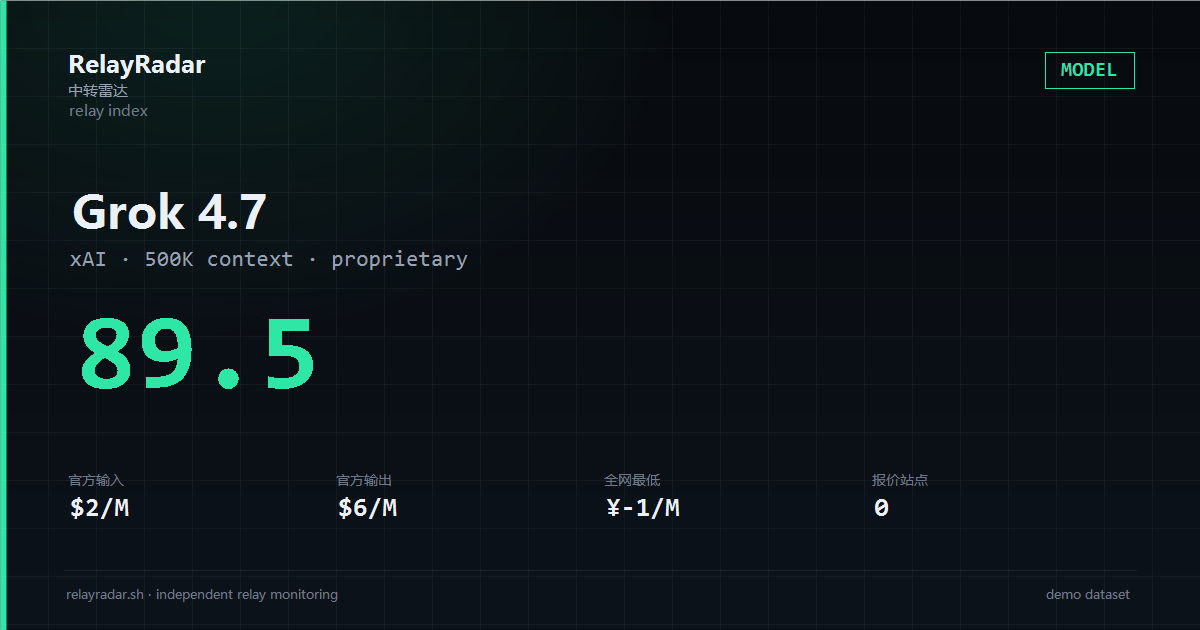 RelayRadar
中转雷达
relay index
MODEL
Grok 4.7
xAI · 500K context · proprietary
89.5
官方输入
$2/M
官方输出
$6/M
全网最低
¥-1/M
报价站点
0
relayradar.sh · independent relay monitoring
demo dataset